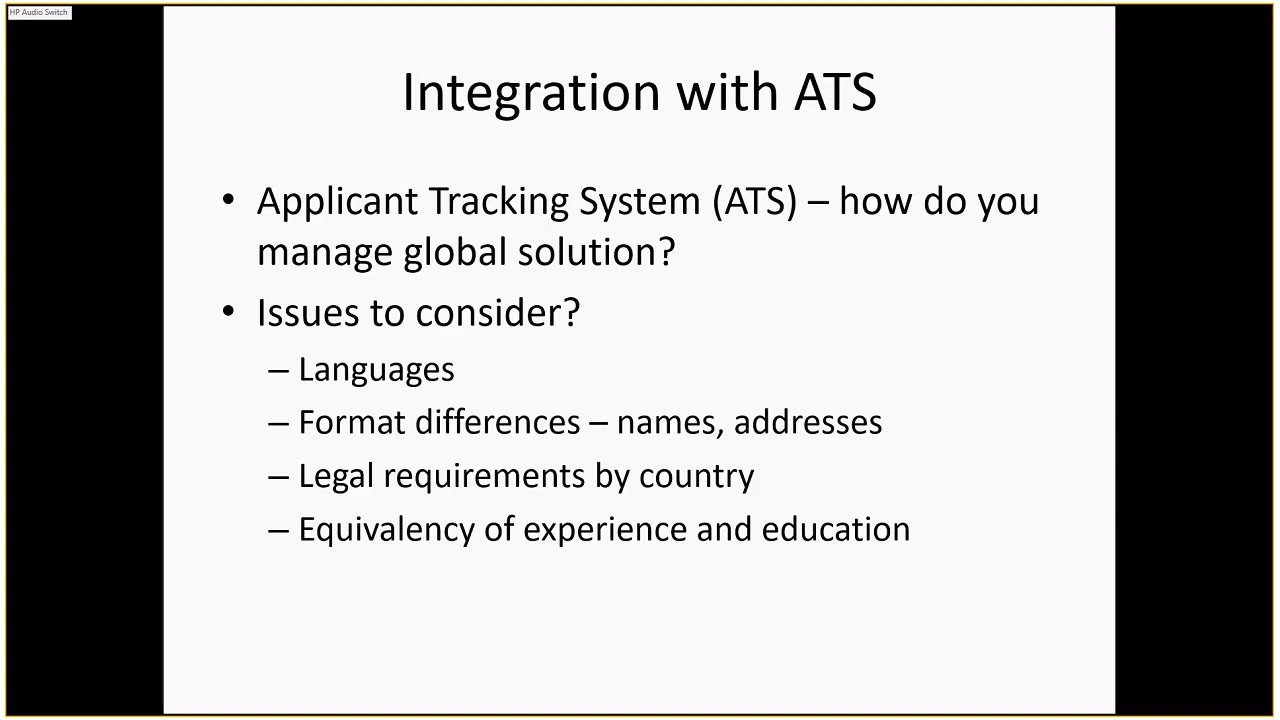 HP Audio Switch
Integration with ATS
• Applicant Tracking System (ATS) – how do you
manage global solution?
• Issues to consider?
– Languages
– Format differences – names, addresses
– Legal requirements by country
– Equivalency of experience and education